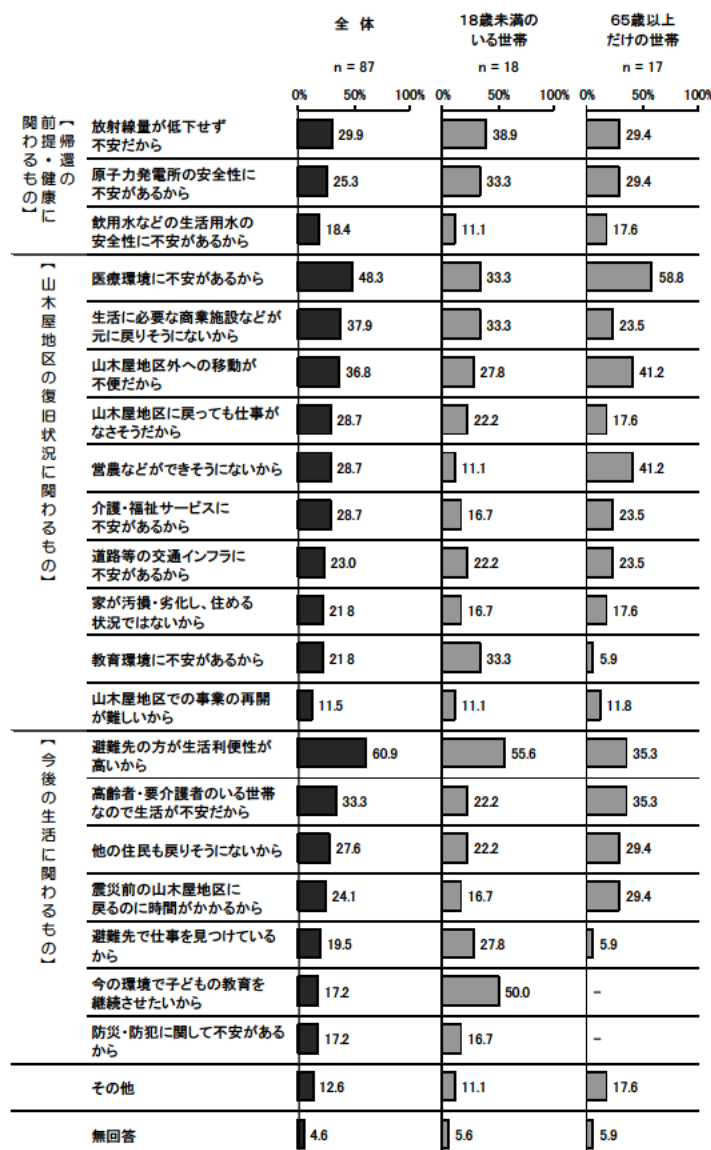 全 体
18歳未満の
いる世帯
65歳以上
だけの世帯
n = 87
n = 18
n = 17
0% 50% 100%
0% 50% 100%
0% 50% 100%
【帰還の
前提・健康に
関わるもの】
放射線量が低下せず
不安だから
29.9 38.9 29.4
原子力発電所の安全性に
不安があるから
25.3 33.3 29.4
飲用水などの生活用水の
安全性に不安があるから
18.4 11.1 17.6
【山木屋地区の復旧状況に関わるもの】
医療環境に不安があるから
48.3 33.3 58.8
生活に必要な商業施設などが
元に戻りそうにないから
37.9 33.3 23.5
山木屋地区外への移動が
不便だから
36.8 27.8 41.2
山木屋地区に戻っても仕事が
なさそうだから
28.7 22.2 17.6
営農などができそうにないから
28.7 11.1 41.2
介護・福祉サービスに
不安があるから
28.7 16.7 23.5
道路等の交通インフラに
不安があるから
23.0 22.2 23.5
家が汚損・劣化し、住める
状況ではないから
21 8 16.7 17.6
教育環境に不安があるから
21 8 33.3 5.9
山木屋地区での事業の再開
が難しいから
11.5 11.1 11.8
【今後の生活に関わるもの】
避難先の方が生活利便性が
高いから
60.9 55.6 35.3
高齢者・要介護者のいる世帯
なので生活が不安だから
33.3 22.2 35.3
他の住民も戻りそうにないから
27.6 22.2 29.4
震災前の山木屋地区に
戻るのに時間がかかるから
24.1 16.7 29.4
避難先で仕事を見つけている
から
19.5 27.8 5.9
今の環境で子どもの教育を
継続させたいから
17.2 50.0 −
防災・防犯に関して不安がある
から
17.2 16.7 −
その他
12.6 11.1 17.6
無回答
4.6 5.6 5.9